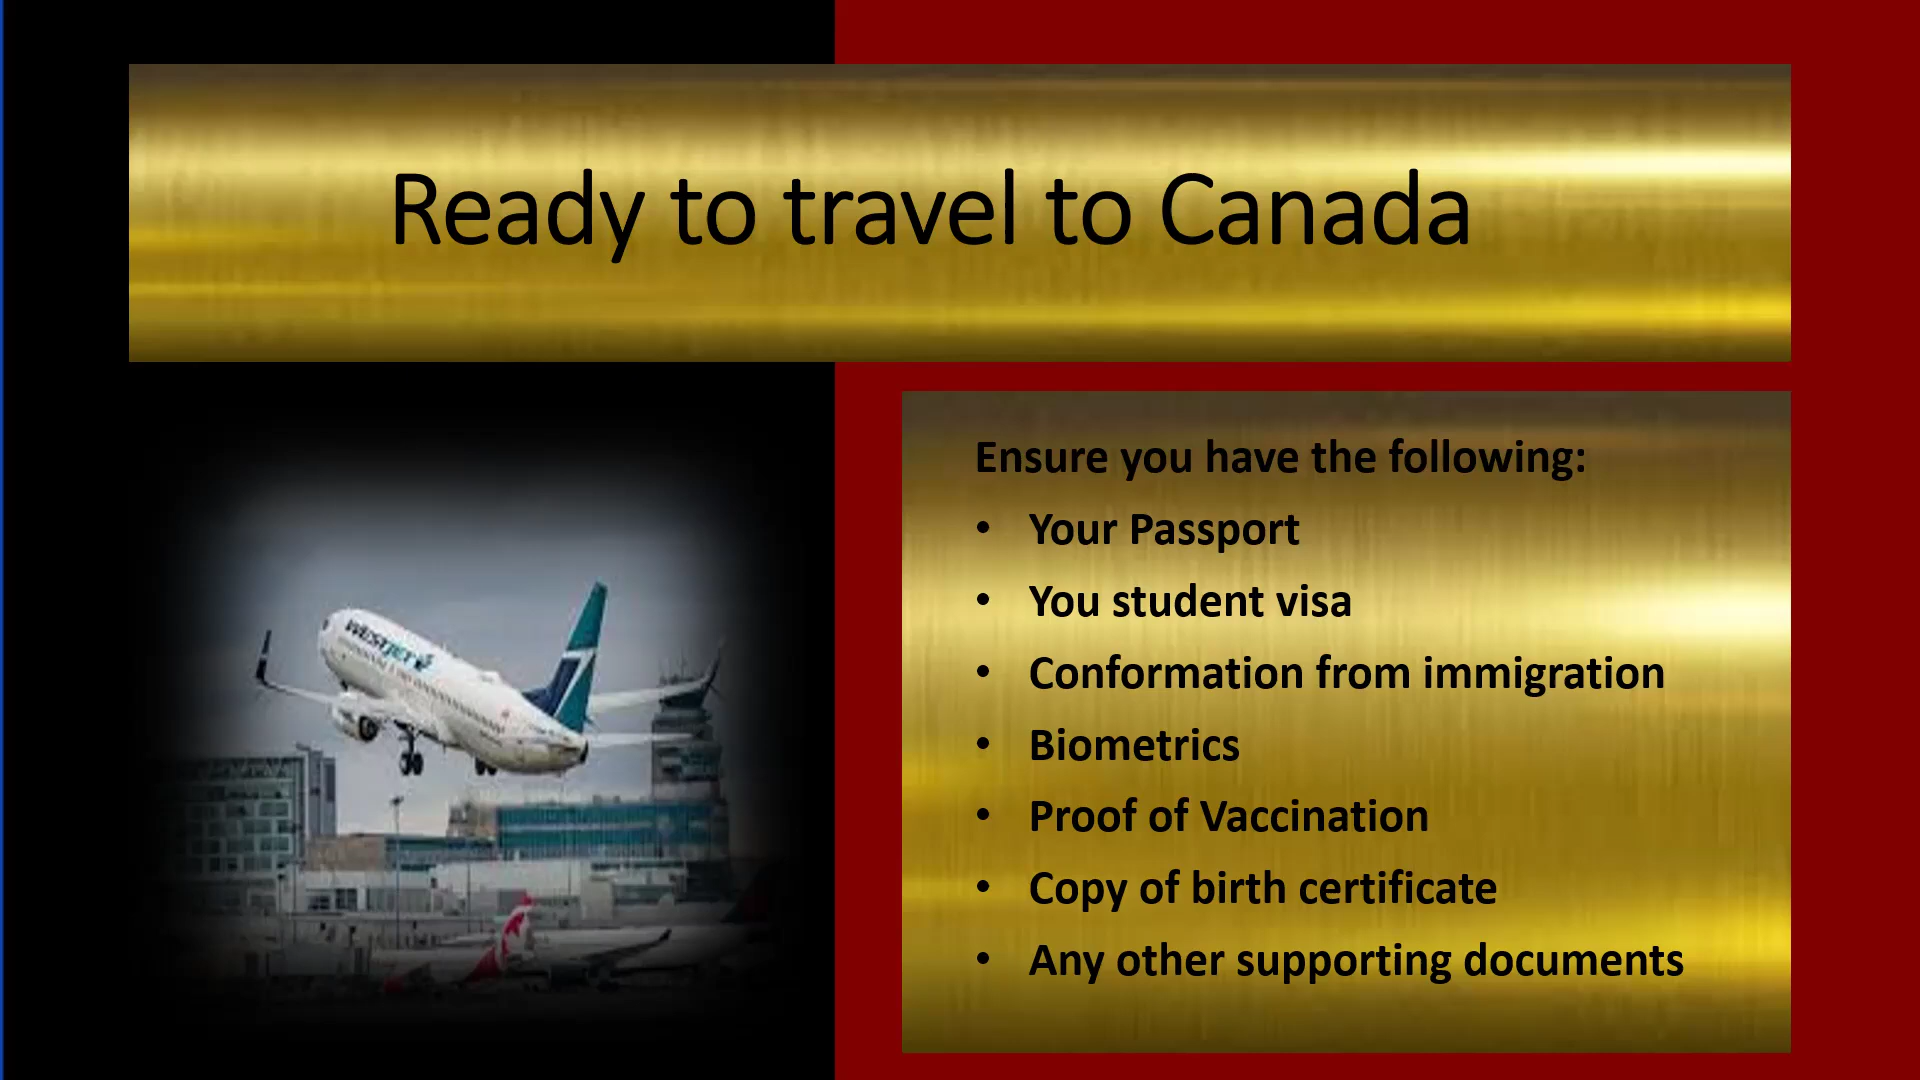 Ready to travel to Canada
Ensure you have the following:
• Your Passport
• You student visa
• Conformation from immigration
• Biometrics
• Proof of Vaccination
• Copy of birth certificate
• Any other supporting documents
WESTJET